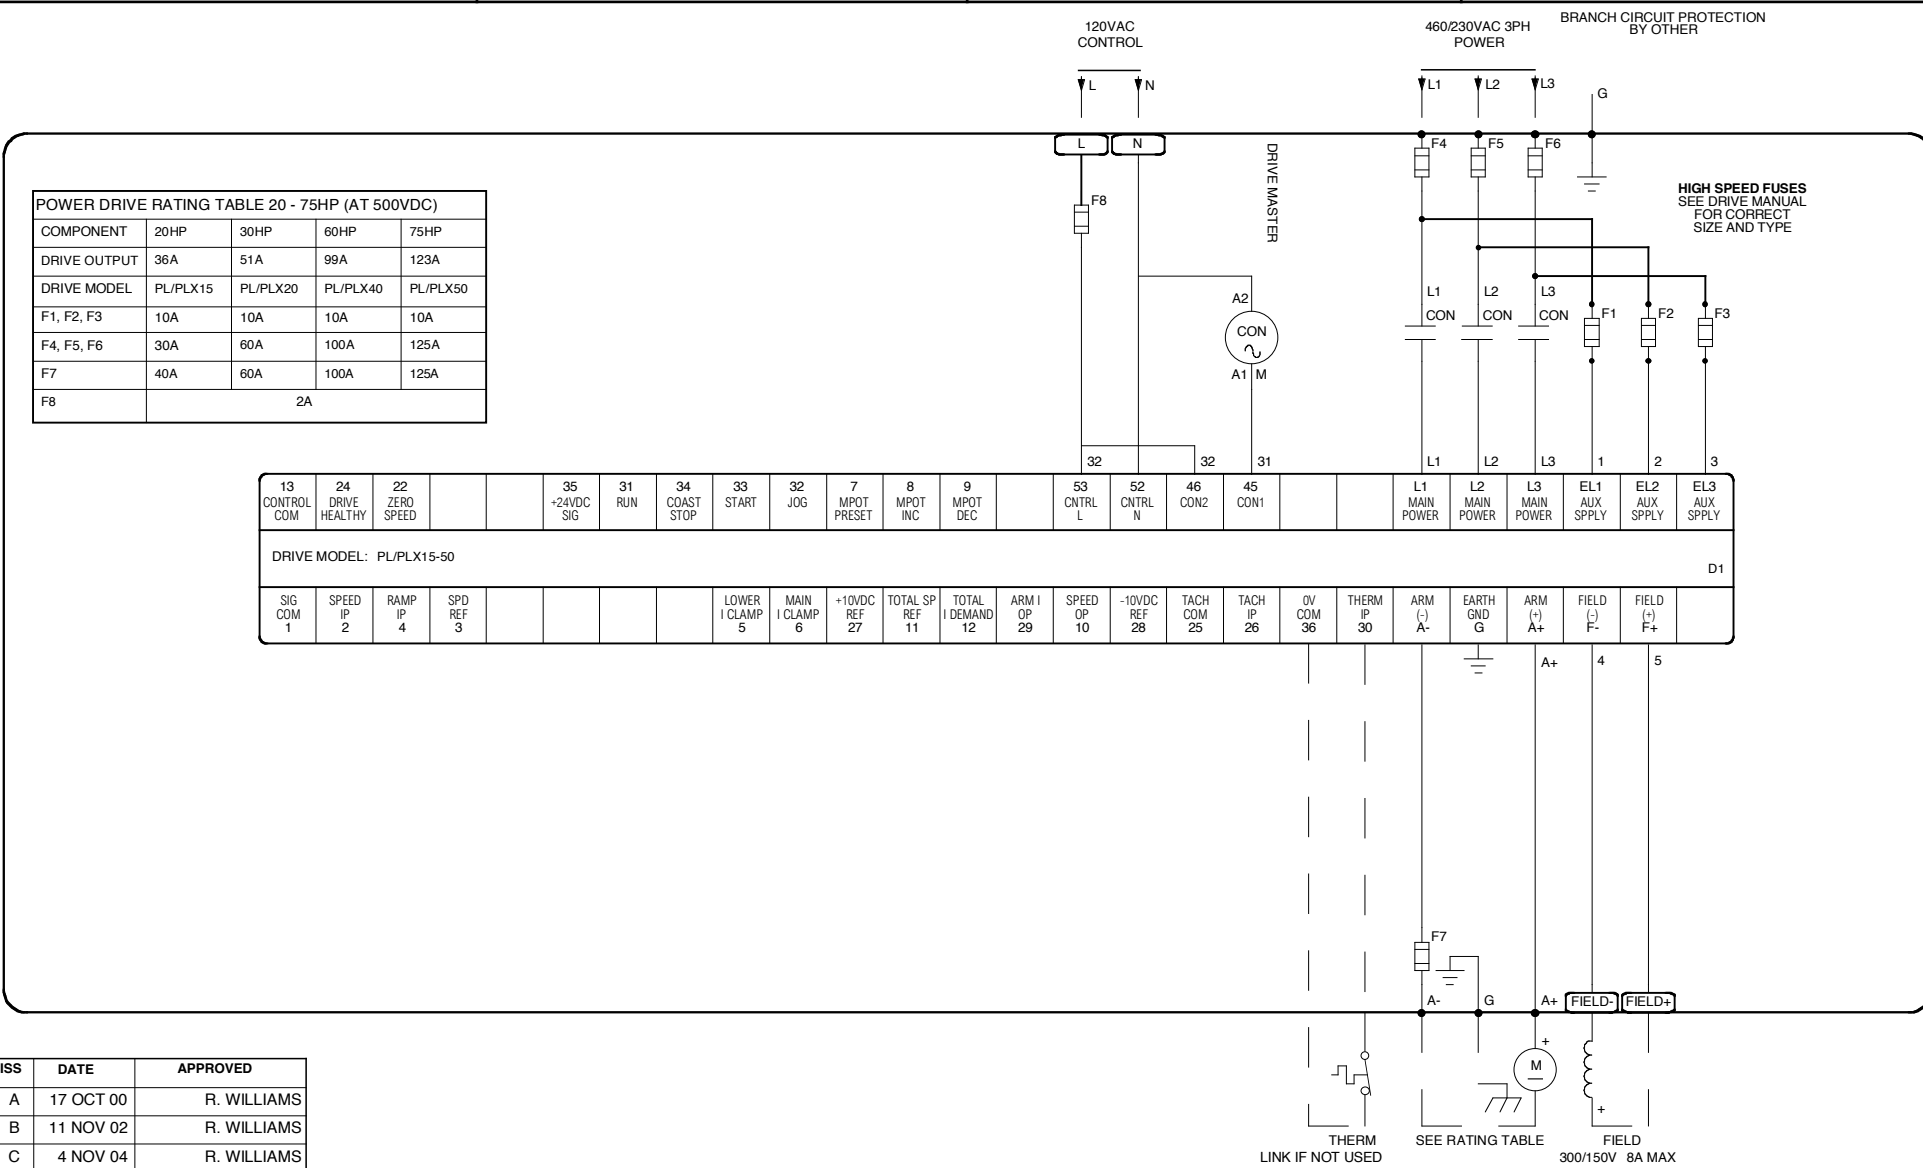 120VAC
CONTROL
460/230VAC 3PH
POWER
BRANCH CIRCUIT PROTECTION
BY OTHER
L
N
L1
L2
L3
G
L
N
DRIVE MASTER
F4
F5
F6
F8
HIGH SPEED FUSES
SEE DRIVE MANUAL
FOR CORRECT
SIZE AND TYPE
POWER DRIVE RATING TABLE 20 - 75HP (AT 500VDC)
COMPONENT 20HP 30HP 60HP 75HP
DRIVE OUTPUT 36A 51A 99A 123A
DRIVE MODEL PL/PLX15 PL/PLX20 PL/PLX40 PL/PLX50
F1, F2, F3 10A 10A 10A 10A
F4, F5, F6 30A 60A 100A 125A
F7 40A 60A 100A 125A
F8 2A
A2
CON
A1 M
L1
CON
L2
CON
L3
CON
F1
F2
F3
32 32 31 L1 L2 L3 1 2 3
13 24 22 35 31 34 33 32 7 8 9 53 52 46 45 L1 L2 L3 EL1 EL2 EL3
CONTROL DRIVE ZERO +24VDC RUN COAST START JOG MPOT MPOT MPOT CNTRL CNTRL CON2 CON1 MAIN MAIN MAIN AUX AUX AUX
COM HEALTHY SPEED SIG STOP PRESET INC DEC L N POWER POWER POWER SPPLY SPPLY SPPLY
DRIVE MODEL: PL/PLX15-50
D1
SIG SPEED RAMP SPD LOWER MAIN +10VDC TOTAL SP TOTAL ARM I SPEED -10VDC TACH TACH 0V THERM ARM EARTH ARM FIELD FIELD
COM IP IP REF I CLAMP I CLAMP REF REF I DEMAND OP OP REF COM IP COM IP (-) GND (+) (-) (+)
1 2 4 3 5 6 27 11 12 29 10 28 25 26 36 30 A- G A+ F- F+
A+ 4 5
F7
A- G A+ FIELD- FIELD+
+
M
+
THERM
LINK IF NOT USED
SEE RATING TABLE
FIELD
300/150V 8A MAX
ISS DATE APPROVED
A 17 OCT 00 R. WILLIAMS
B 11 NOV 02 R. WILLIAMS
C 4 NOV 04 R. WILLIAMS